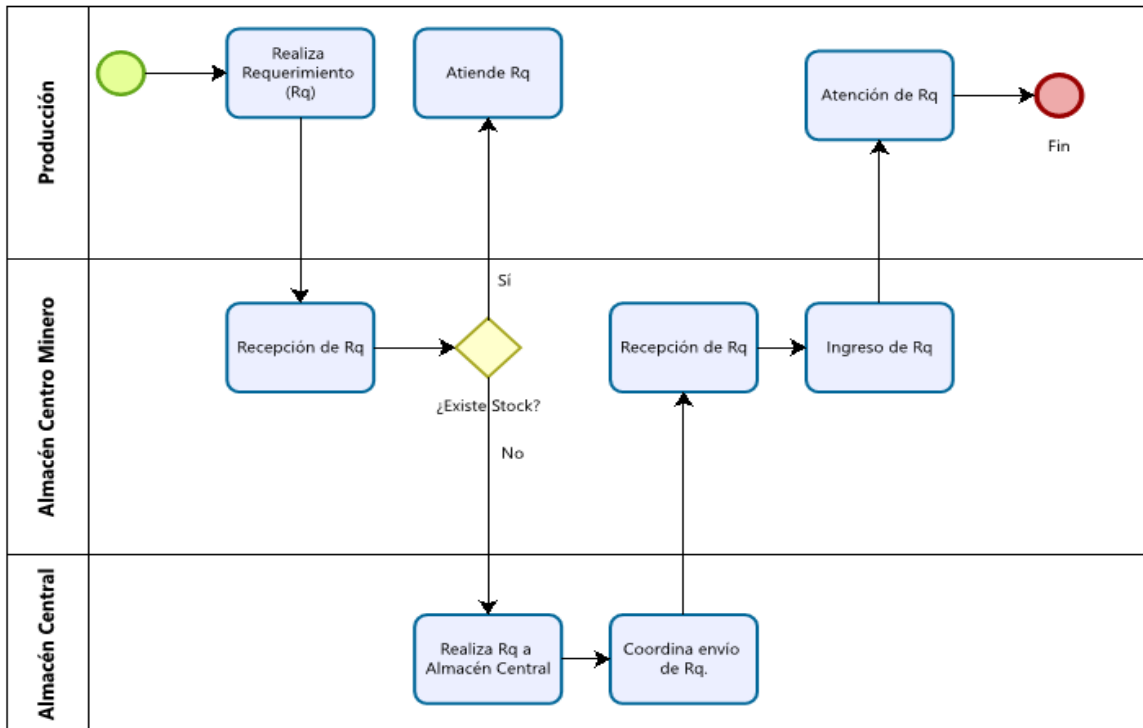 Producción
Realiza
Requerimiento
(Rq)
Atiende Rq
Atención de Rq
Fin
Almacén Centro Minero
Sí
Recepción de Rq
¿Existe Stock?
No
Recepción de Rq
Ingreso de Rq
Almacén Central
Realiza Rq a
Almacén Central
Coordina envío
de Rq.